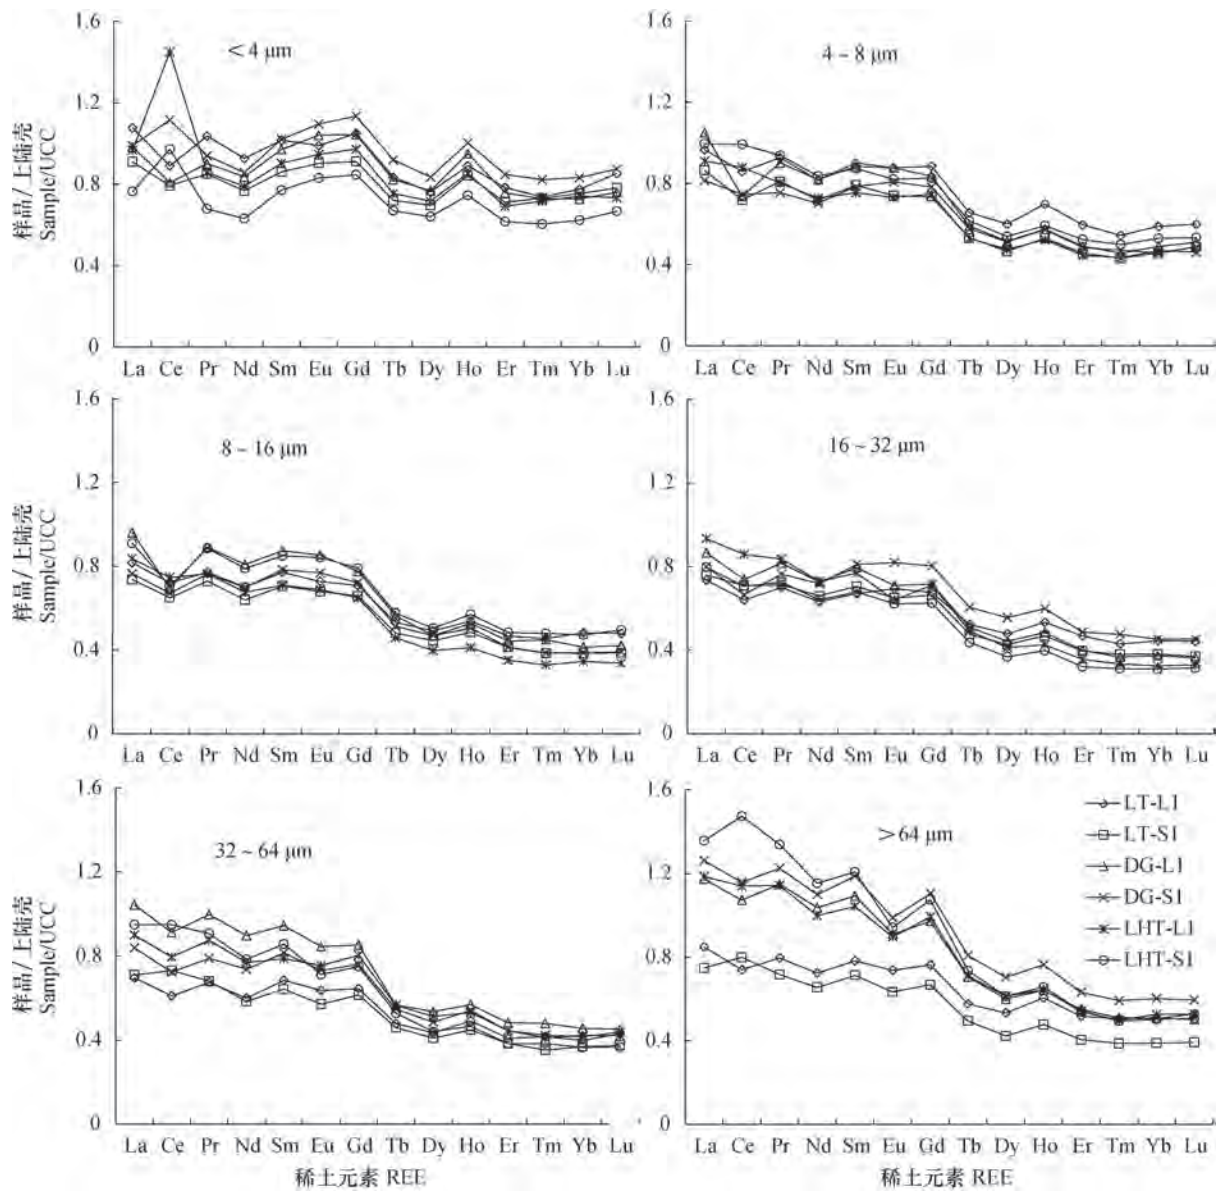 1.6
1.2
0.8
0.4
0
< 4 μm
样品/上陆壳
Sample/UCC
La Ce Pr Nd Sm Eu Gd Tb Dy Ho Er Tm Yb Lu
1.6
1.2
0.8
0.4
0
4 ~ 8 μm
La Ce Pr Nd Sm Eu Gd Tb Dy Ho Er Tm Yb Lu
1.6
1.2
0.8
0.4
0
8 ~ 16 μm
样品/上陆壳
Sample/UCC
La Ce Pr Nd Sm Eu Gd Tb Dy Ho Er Tm Yb Lu
1.6
1.2
0.8
0.4
0
16 ~ 32 μm
La Ce Pr Nd Sm Eu Gd Tb Dy Ho Er Tm Yb Lu
1.6
1.2
0.8
0.4
0
32 ~ 64 μm
样品/上陆壳
Sample/UCC
La Ce Pr Nd Sm Eu Gd Tb Dy Ho Er Tm Yb Lu
稀土元素 REE
1.6
1.2
0.8
0.4
0
> 64 μm
LT-L1
LT-S1
DG-L1
DG-S1
LHT-L1
LHT-S1
La Ce Pr Nd Sm Eu Gd Tb Dy Ho Er Tm Yb Lu
稀土元素 REE